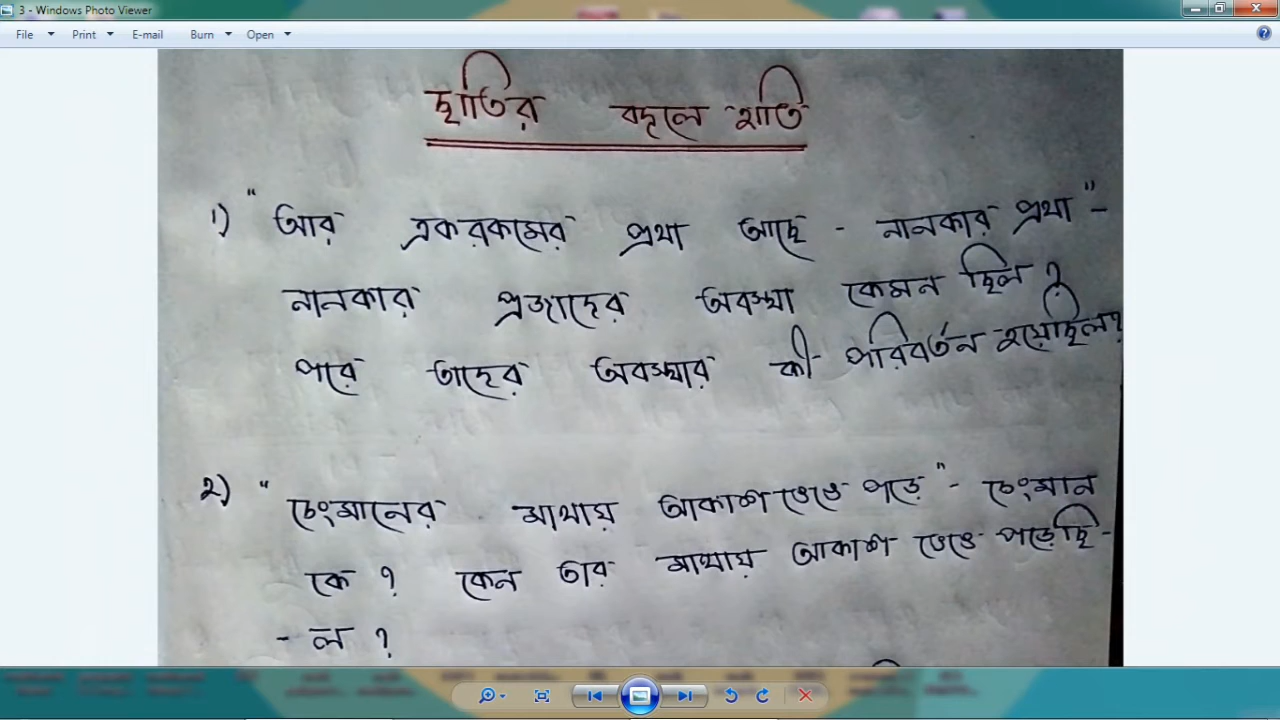 3 - Windows Photo Viewer
File Print E-mail Burn Open
ছাতির বদলে হাতি
১) "আর একরকমের প্রথা আছে - নানকার প্রথা" -
নানকার প্রজাদের অবস্থা কেমন ছিল ?
পরে তাদের অবস্থার কী পরিবর্তন হয়েছিল?
২) "চেংমানের মাথায় আকাশ ভেঙে পড়ে" - চেংমান
কে ? কেন তার মাথায় আকাশ ভেঙে পড়েছি -
- ল ?